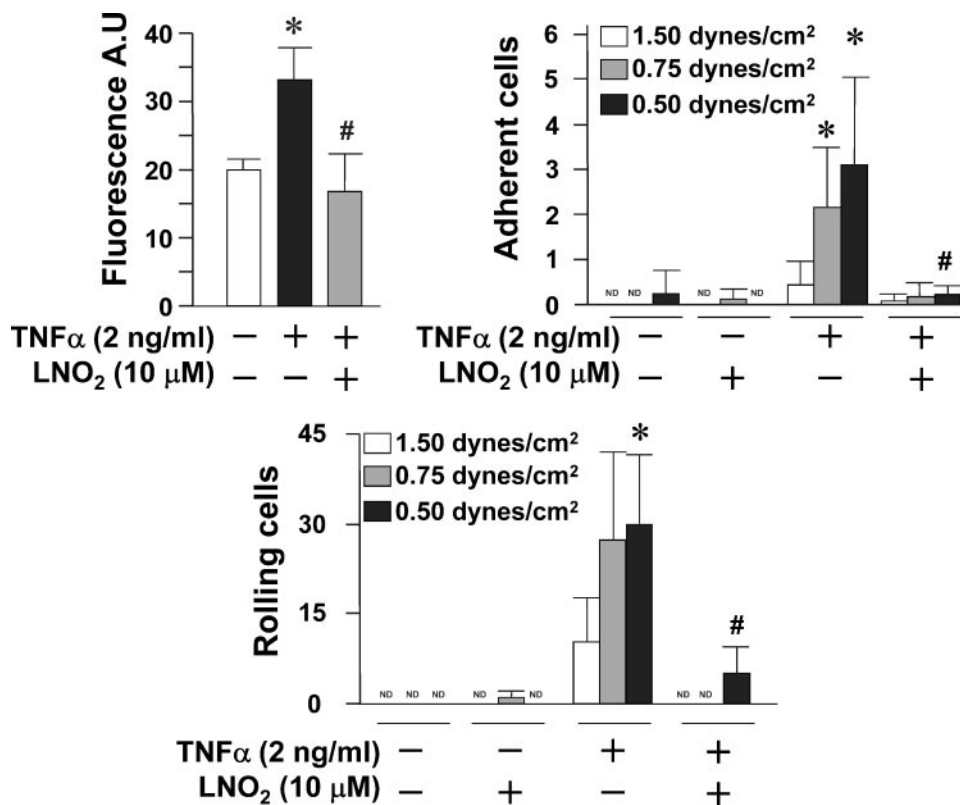 Fluorescence A.U
40
30
20
10
0
*
#
TNFα (2 ng/ml) − + +
LNO₂ (10 μM) − − +
Adherent cells
6
5
4
3
2
1
0
1.50 dynes/cm²
0.75 dynes/cm²
0.50 dynes/cm²
* *
#
ND ND ND ND
TNFα (2 ng/ml) − − + +
LNO₂ (10 μM) − + − +
Rolling cells
45
30
15
0
1.50 dynes/cm²
0.75 dynes/cm²
0.50 dynes/cm²
*
#
ND ND ND ND ND ND ND
TNFα (2 ng/ml) − − + +
LNO₂ (10 μM) − + − +